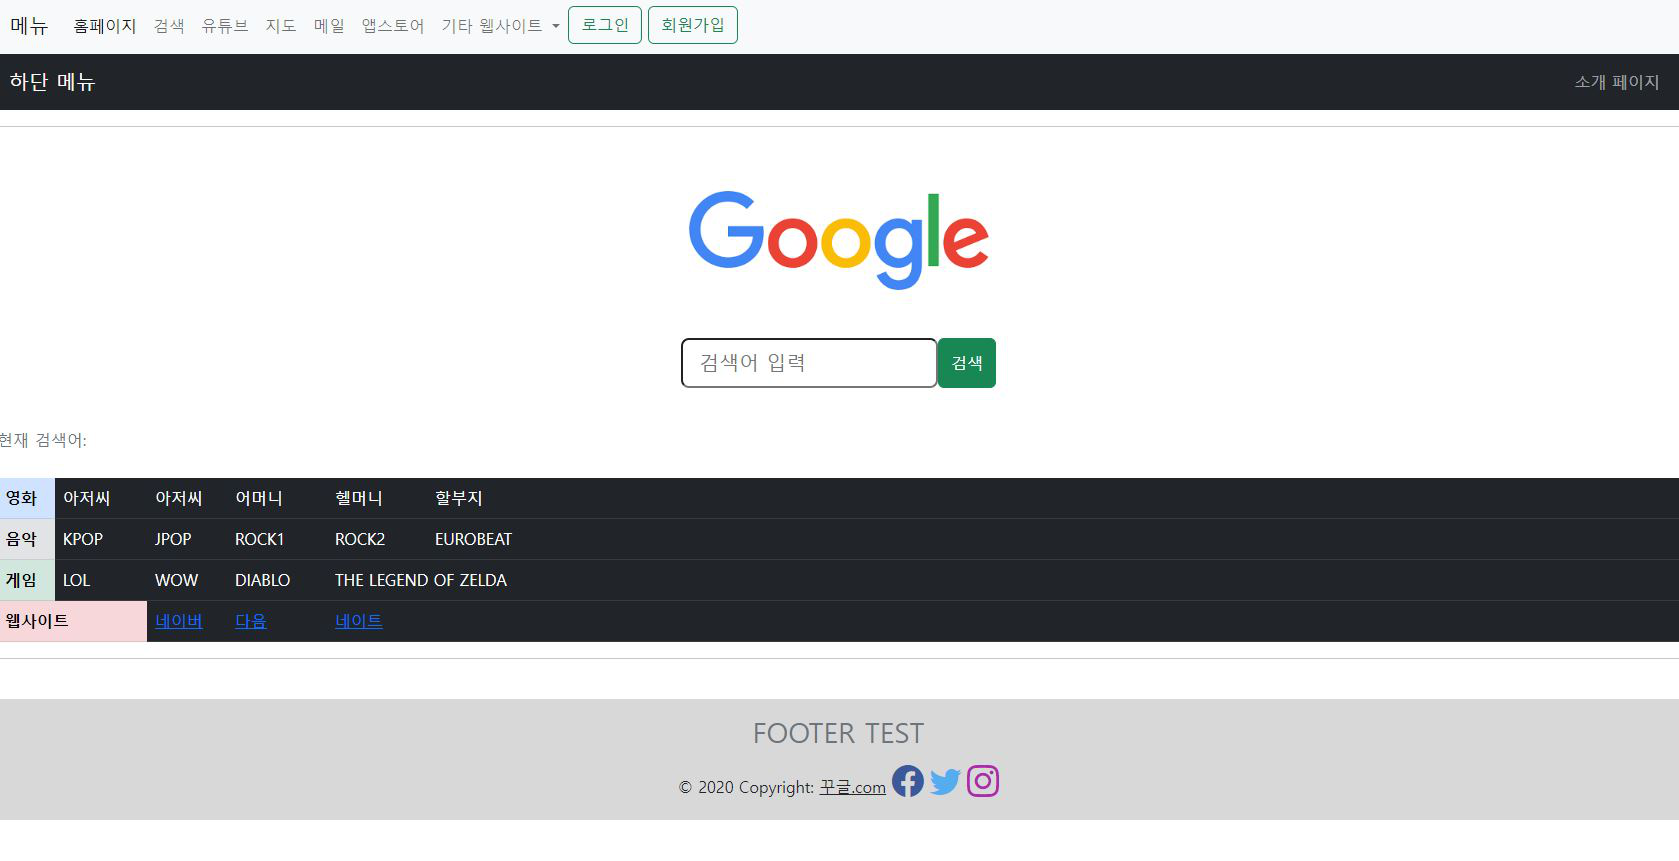 메뉴 홈페이지 검색 유튜브 지도 메일 앱스토어 기타 웹사이트 로그인 회원가입
하단 메뉴 소개 페이지
Google
검색어 입력 검색
현재 검색어:
영화 아저씨 아저씨 어머니 헬머니 할부지
음악 KPOP JPOP ROCK1 ROCK2 EUROBEAT
게임 LOL WOW DIABLO THE LEGEND OF ZELDA
웹사이트 네이버 다음 네이트
FOOTER TEST
© 2020 Copyright: 꾸글.com